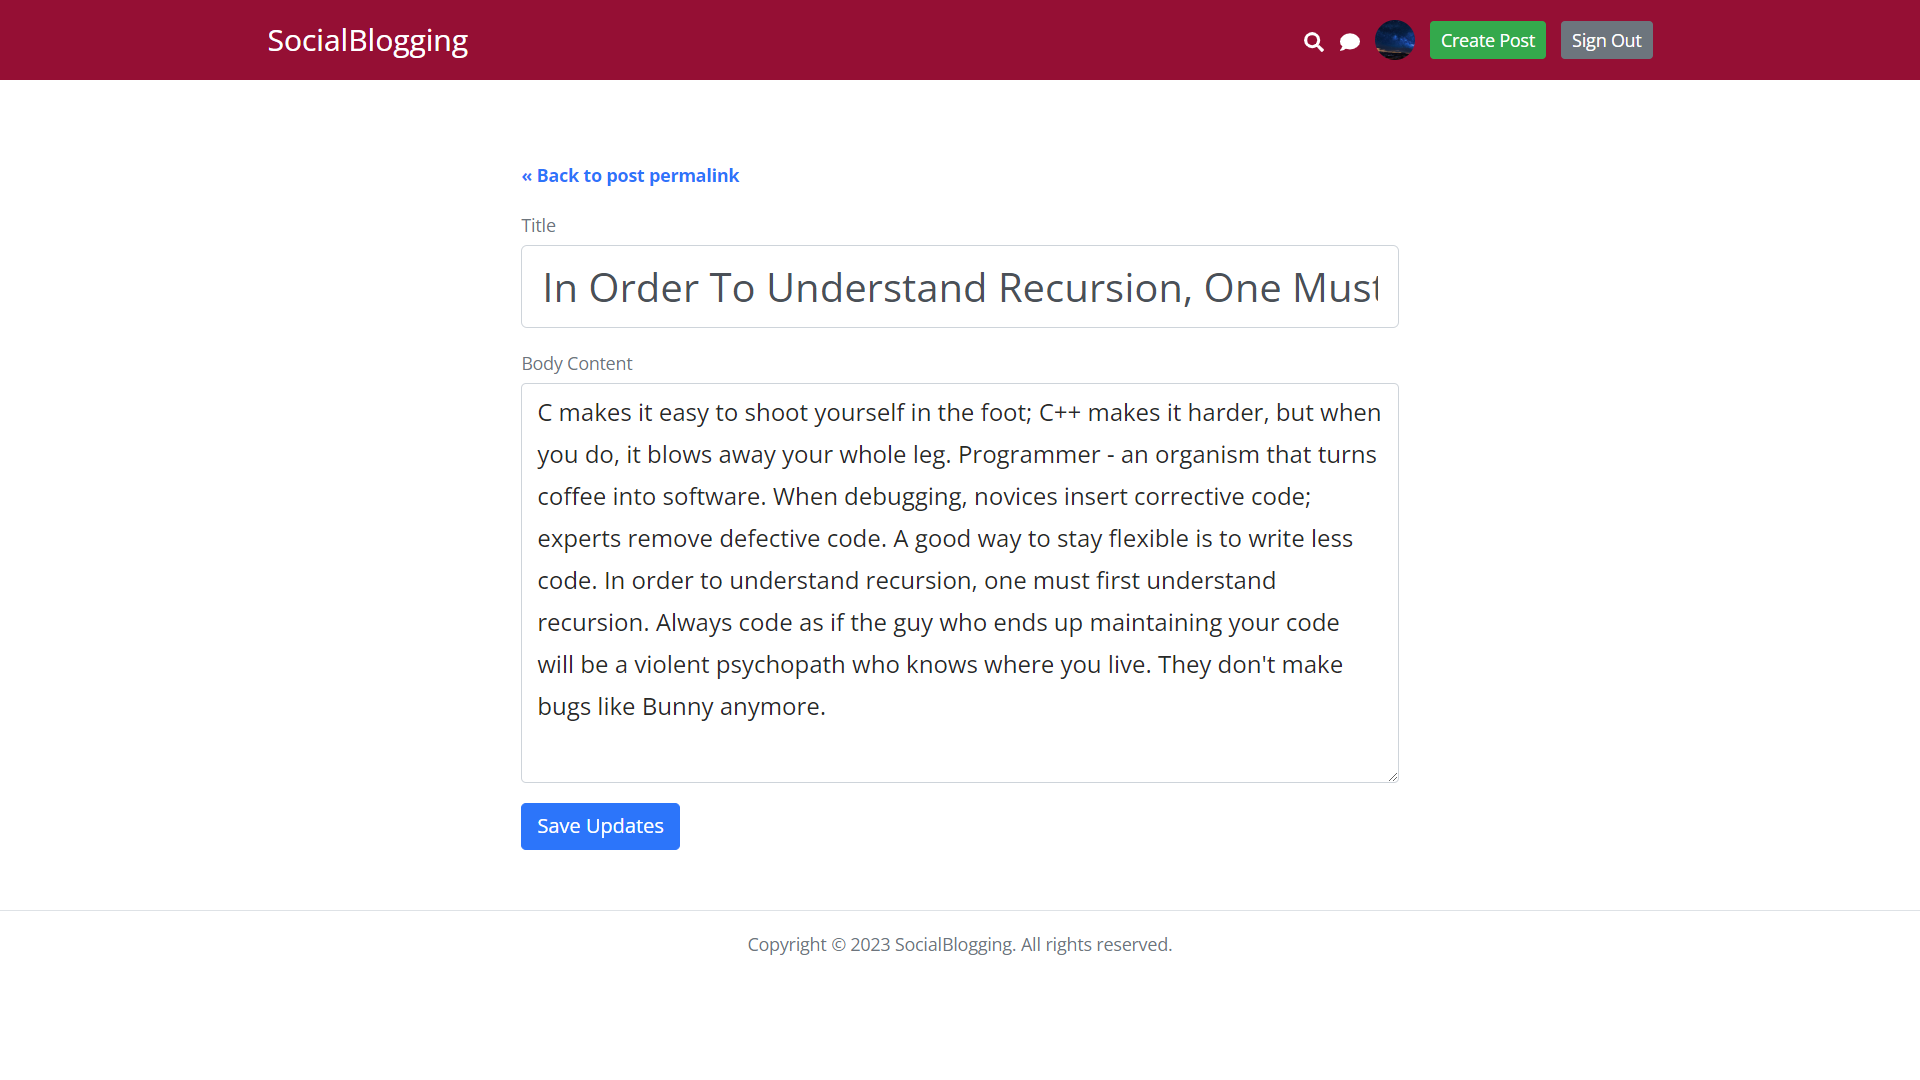 SocialBlogging
Create Post
Sign Out
« Back to post permalink
Title
In Order To Understand Recursion, One Must
Body Content
C makes it easy to shoot yourself in the foot; C++ makes it harder, but when
you do, it blows away your whole leg. Programmer - an organism that turns
coffee into software. When debugging, novices insert corrective code;
experts remove defective code. A good way to stay flexible is to write less
code. In order to understand recursion, one must first understand
recursion. Always code as if the guy who ends up maintaining your code
will be a violent psychopath who knows where you live. They don't make
bugs like Bunny anymore.
Save Updates
Copyright © 2023 SocialBlogging. All rights reserved.